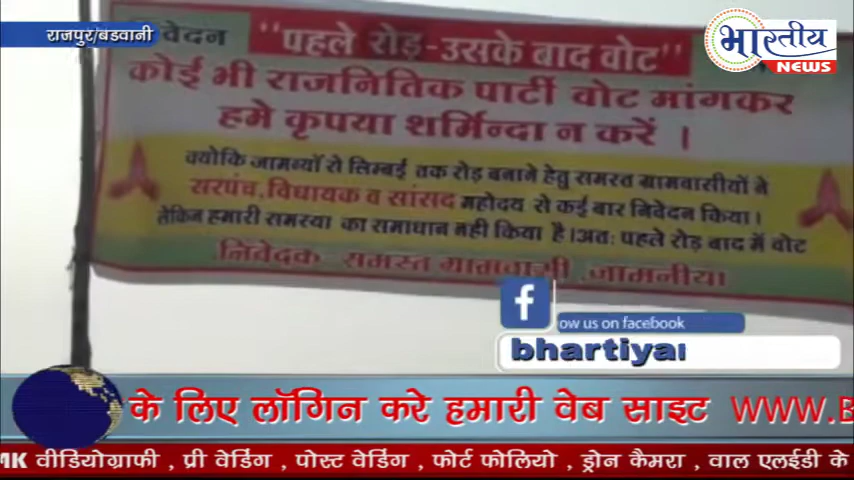 राजपुर/बडवानी
वेदन "पहले रोड़-उसके बाद वोट"
भारतीय
NEWS
कोई भी राजनितिक पार्टी वोट मांगकर
हमे कृपया शर्मिन्दा न करें ।
क्योकि जामन्यॉ से लिम्बई तक रोड़ बनाने हेतु समस्त ग्रामवासीयों ने
सरपंच, विधायक व सांसद महोदय से कई बार निवेदन किया।
लेकिन हमारी समस्या का समाधान नही किया है। अतः पहले रोड़ बाद में वोट
निवेदक समस्त ग्रामवासी, जामनीया
ow us on facebook
bhartiya
के लिए लॉगिन करे हमारी वेब साइट WWW.B
MK वीडियोग्राफी , प्री वेडिंग , पोस्ट वेडिंग , फोर्ट फोलियो , ड्रोन कैमरा , वाल एलईडी के